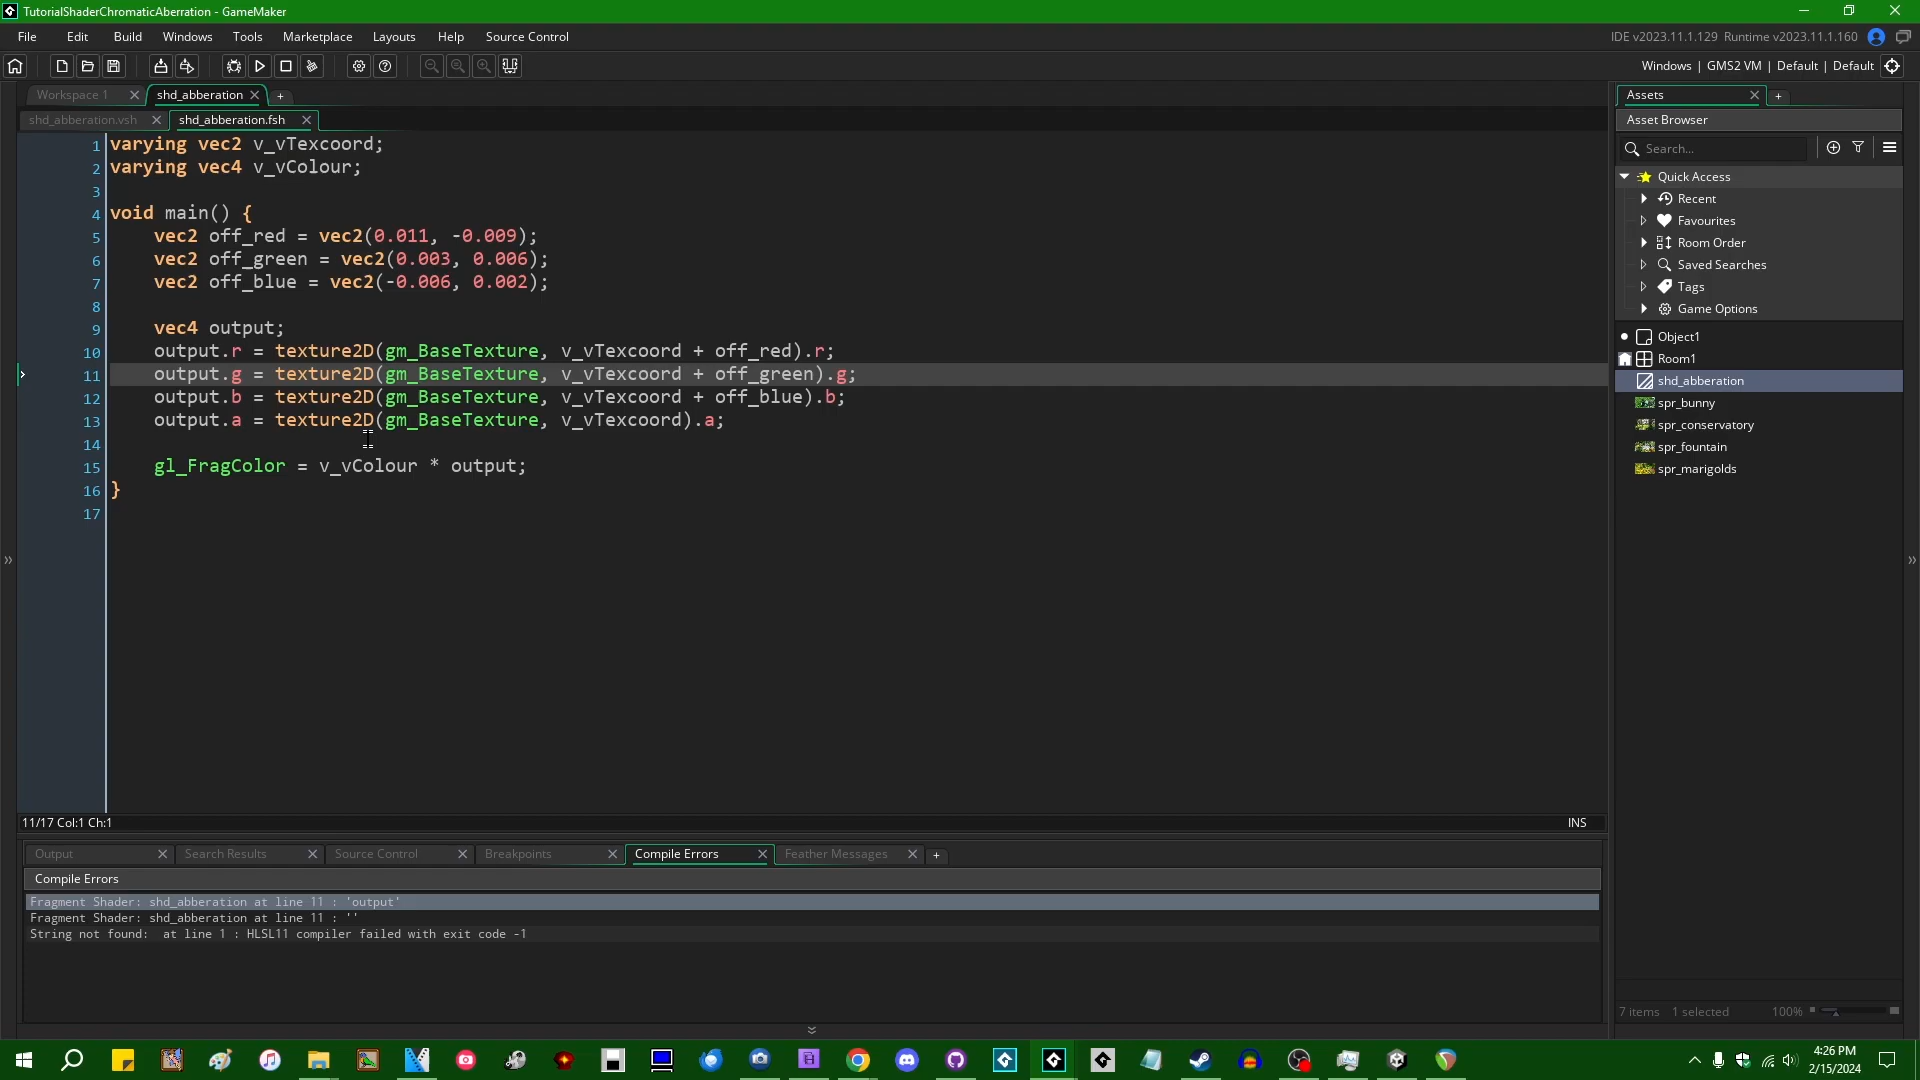 TutorialShaderChromaticAberration - GameMaker
File Edit Build Windows Tools Marketplace Layouts Help Source Control
IDE v2023.11.1.129 Runtime v2023.11.1.160
Windows | GMS2 VM | Default | Default
Workspace 1 shd_abberation
shd_abberation.vsh shd_abberation.fsh
1 varying vec2 v_vTexcoord;
2 varying vec4 v_vColour;
3
4 void main() {
5 vec2 off_red = vec2(0.011, -0.009);
6 vec2 off_green = vec2(0.003, 0.006);
7 vec2 off_blue = vec2(-0.006, 0.002);
8
9 vec4 output;
10 output.r = texture2D(gm_BaseTexture, v_vTexcoord + off_red).r;
11 output.g = texture2D(gm_BaseTexture, v_vTexcoord + off_green).g;
12 output.b = texture2D(gm_BaseTexture, v_vTexcoord + off_blue).b;
13 output.a = texture2D(gm_BaseTexture, v_vTexcoord).a;
14
15 gl_FragColor = v_vColour * output;
16 }
17
11/17 Col:1 Ch:1
INS
Output Search Results Source Control Breakpoints Compile Errors Feather Messages
Compile Errors
Fragment Shader: shd_abberation at line 11 : 'output'
Fragment Shader: shd_abberation at line 11 : ''
String not found:  at line 1 : HLSL11 compiler failed with exit code -1
Assets
Asset Browser
Search...
Quick Access
Recent
Favourites
Room Order
Saved Searches
Tags
Game Options
Object1
Room1
shd_abberation
spr_bunny
spr_conservatory
spr_fountain
spr_marigolds
7 items 1 selected 100%
4:26 PM
2/15/2024